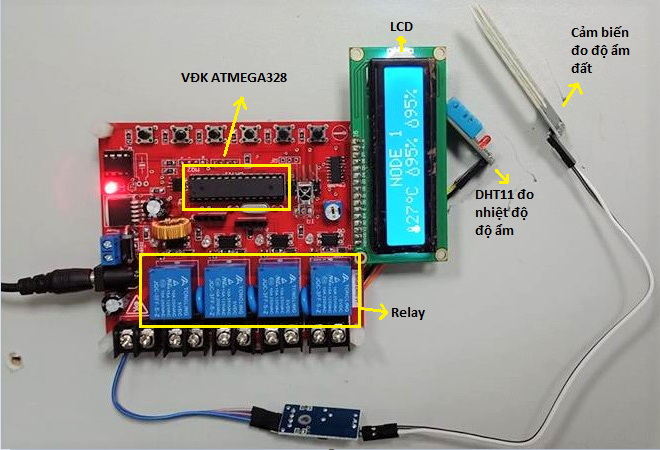 LCD
Cảm biến
đo độ ẩm
đất
VĐK ATMEGA328
NODE 1
27°C 95% 95%
DHT11 đo
nhiệt độ
độ ẩm
Relay